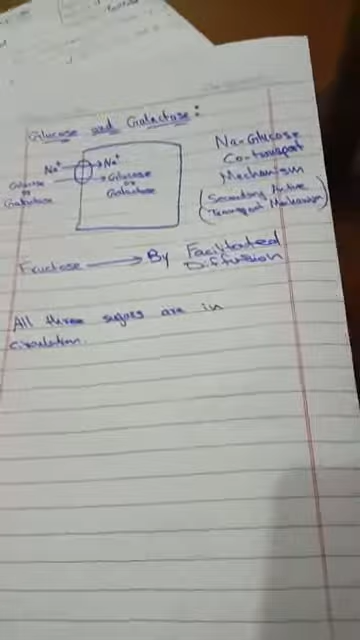 Glucose and Galactose:
Na-Glucose
Co-transport
Mechanism
(Secondary Active
Transport Mechanism)
Na+ → Na+
Glucose
or
Galactose
→ Glucose
or
Galactose
Fructose → By Facilitated
Diffusion
All three sugars are in
circulation.